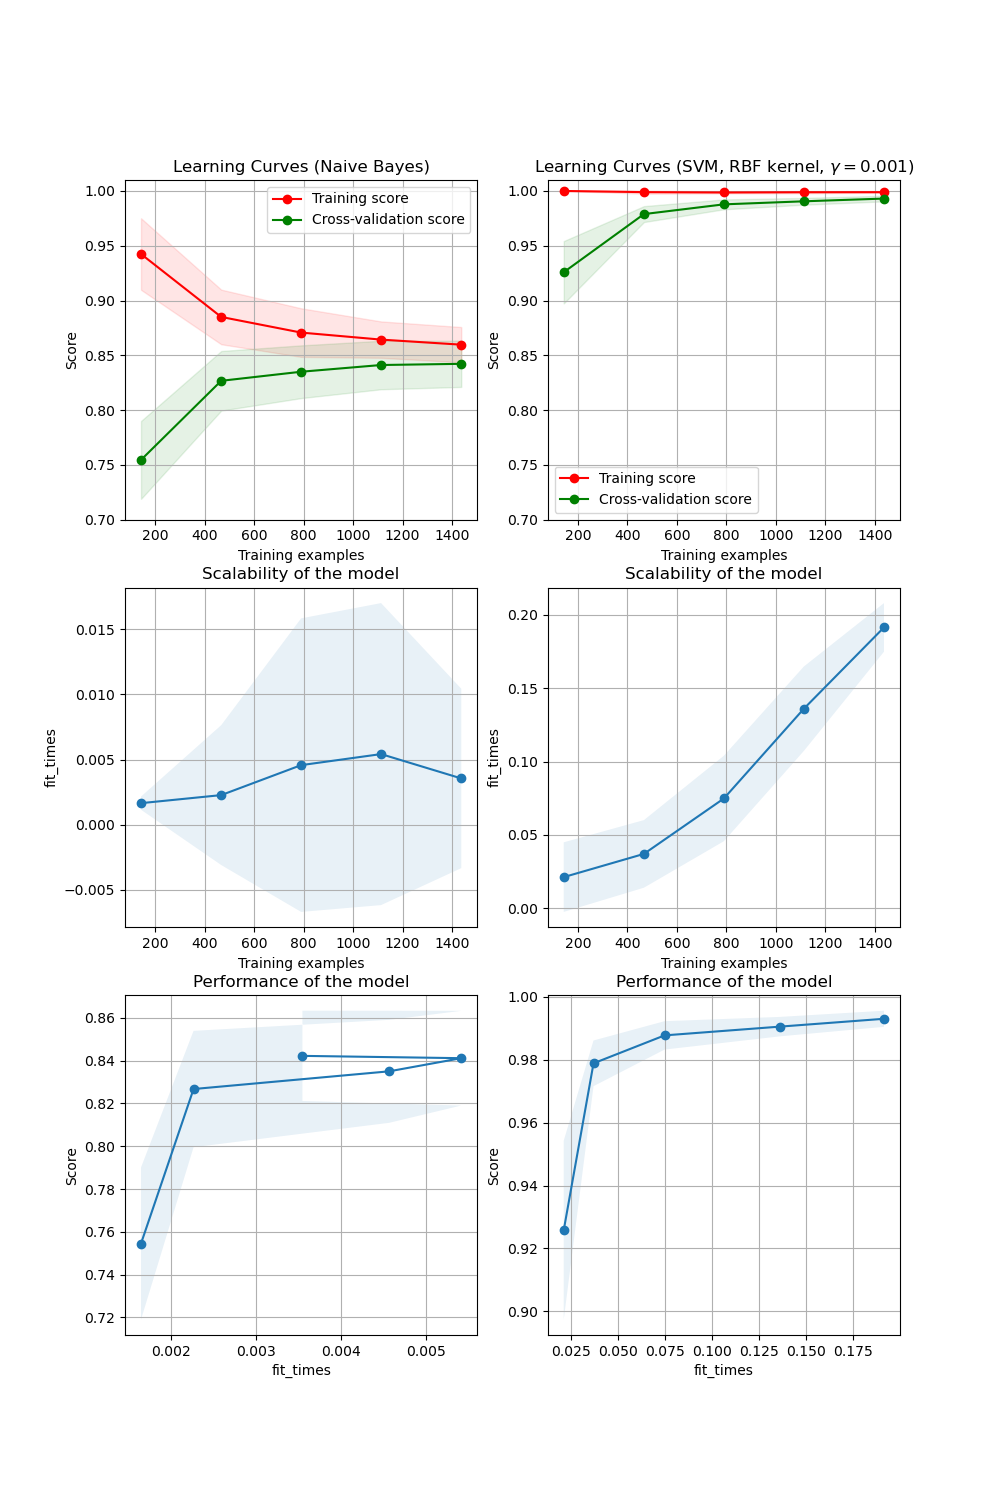 Learning Curves (Naive Bayes)
1.00
0.95
0.90
0.85
0.80
0.75
0.70
Score
Training score
Cross-validation score
200 400 600 800 1000 1200 1400
Training examples
Learning Curves (SVM, RBF kernel, γ = 0.001)
1.00
0.95
0.90
0.85
0.80
0.75
0.70
Score
Training score
Cross-validation score
200 400 600 800 1000 1200 1400
Training examples
Scalability of the model
0.015
0.010
0.005
0.000
−0.005
fit_times
200 400 600 800 1000 1200 1400
Training examples
Scalability of the model
0.20
0.15
0.10
0.05
0.00
fit_times
200 400 600 800 1000 1200 1400
Training examples
Performance of the model
0.86
0.84
0.82
0.80
0.78
0.76
0.74
0.72
Score
0.002 0.003 0.004 0.005
fit_times
Performance of the model
1.00
0.98
0.96
0.94
0.92
0.90
Score
0.025 0.050 0.075 0.100 0.125 0.150 0.175
fit_times